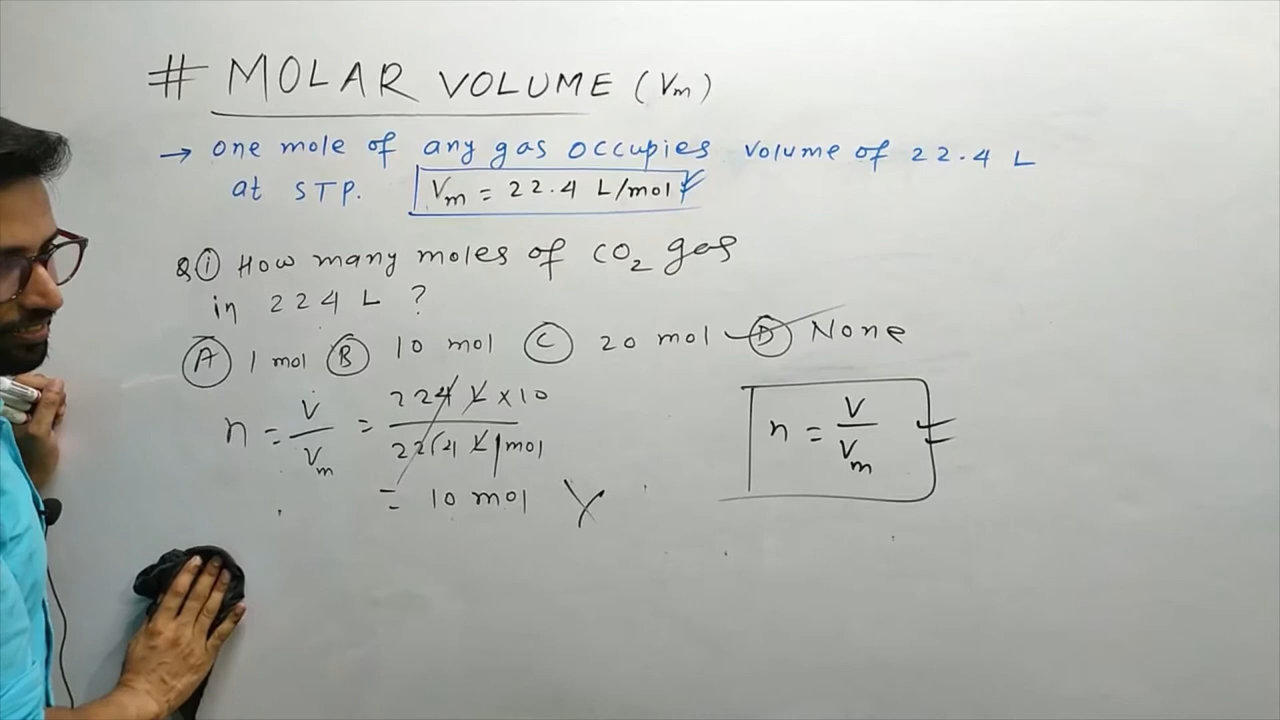 # MOLAR VOLUME (Vm)
→ one mole of any gas occupies volume of 22.4 L
at STP. Vm = 22.4 L/mol
Q① How many moles of CO2 gas
in 224 L ?
Ⓐ 1 mol Ⓑ 10 mol Ⓒ 20 mol Ⓓ None
n = V/Vm = 224 L × 10 / 224 L/mol
= 10 mol
n = V/Vm